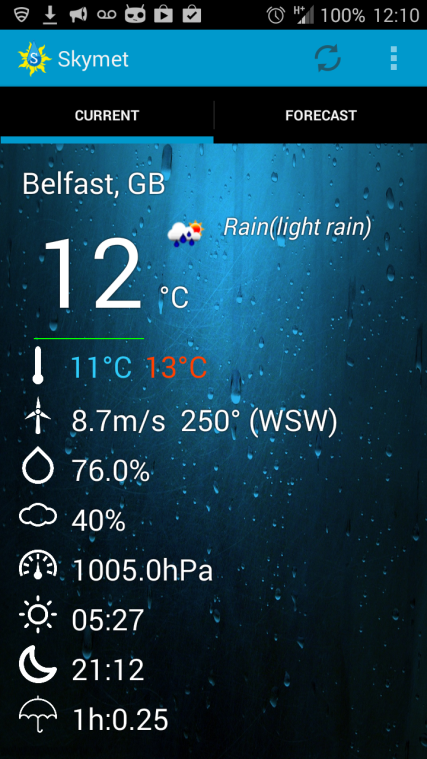 H+ 100% 12:10
S Skymet
CURRENT FORECAST
Belfast, GB
Rain(light rain)
12 °C
11°C 13°C
8.7m/s 250° (WSW)
76.0%
40%
1005.0hPa
05:27
21:12
1h:0.25